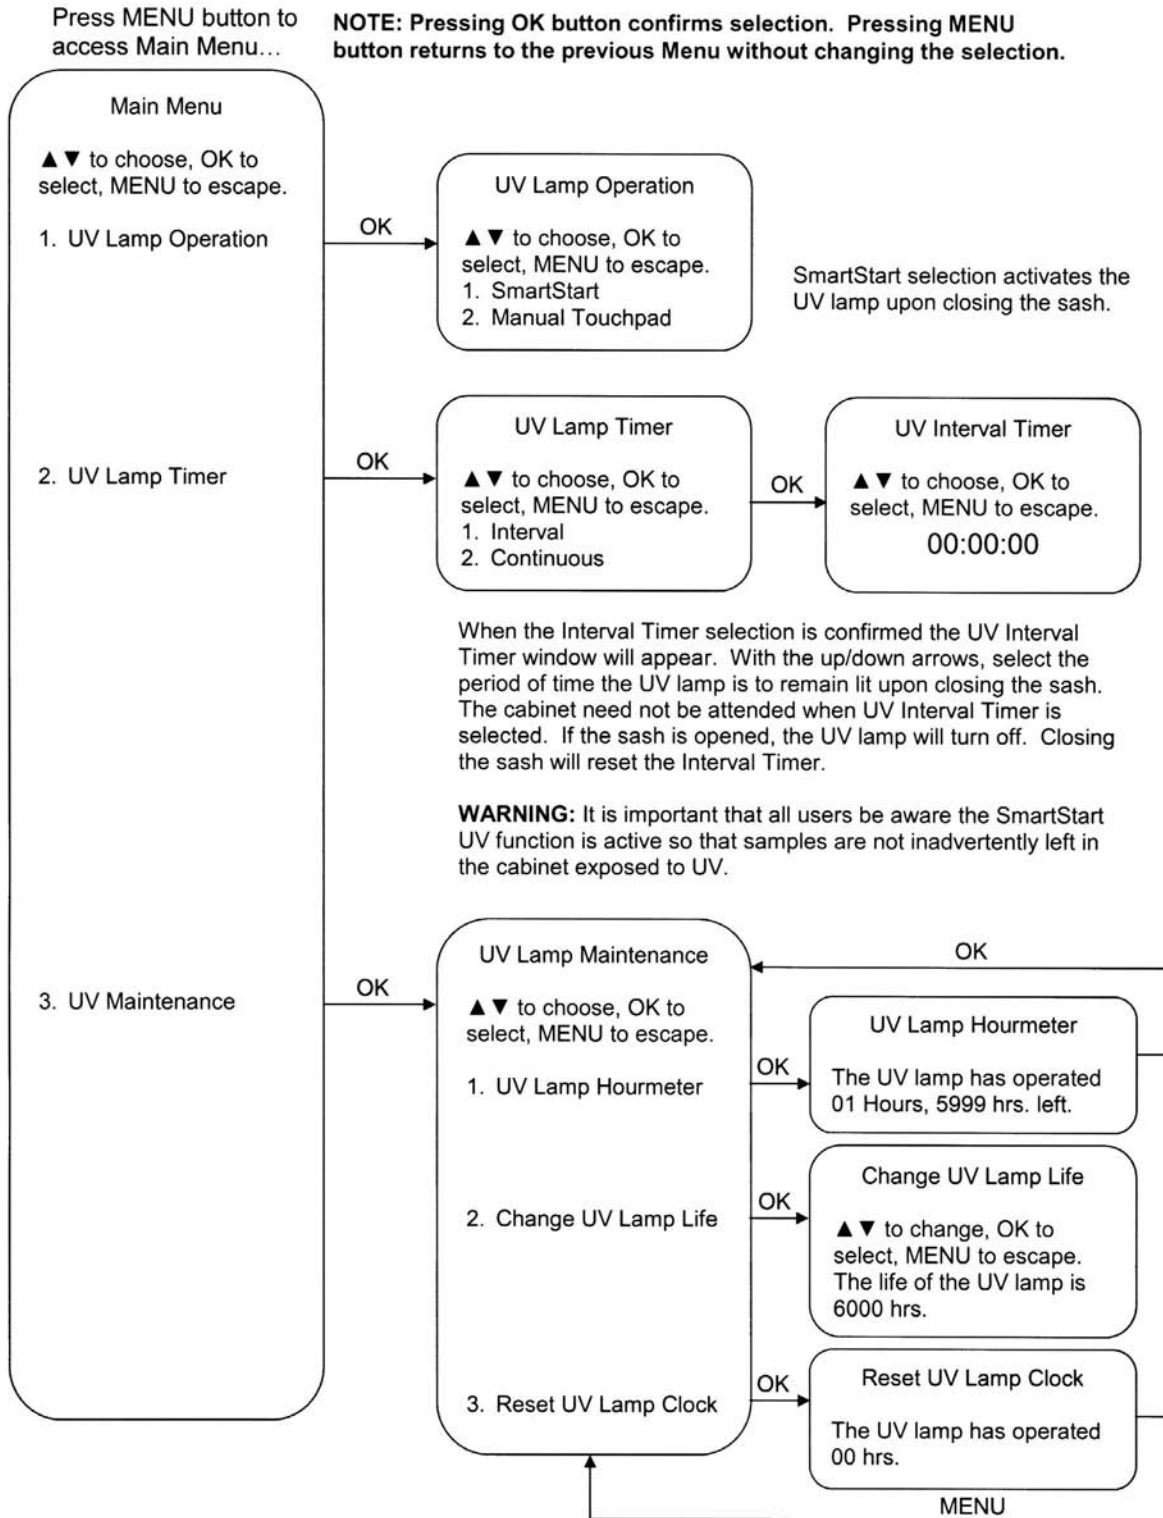 Press MENU button to
access Main Menu...
NOTE: Pressing OK button confirms selection. Pressing MENU
button returns to the previous Menu without changing the selection.
Main Menu
▲▼ to choose, OK to
select, MENU to escape.
1. UV Lamp Operation
OK
UV Lamp Operation
▲▼ to choose, OK to
select, MENU to escape.
1. SmartStart
2. Manual Touchpad
SmartStart selection activates the
UV lamp upon closing the sash.
2. UV Lamp Timer
OK
UV Lamp Timer
▲▼ to choose, OK to
select, MENU to escape.
1. Interval
2. Continuous
OK
UV Interval Timer
▲▼ to choose, OK to
select, MENU to escape.
00:00:00
When the Interval Timer selection is confirmed the UV Interval
Timer window will appear. With the up/down arrows, select the
period of time the UV lamp is to remain lit upon closing the sash.
The cabinet need not be attended when UV Interval Timer is
selected. If the sash is opened, the UV lamp will turn off. Closing
the sash will reset the Interval Timer.
WARNING: It is important that all users be aware the SmartStart
UV function is active so that samples are not inadvertently left in
the cabinet exposed to UV.
3. UV Maintenance
OK
UV Lamp Maintenance
▲▼ to choose, OK to
select, MENU to escape.
OK
1. UV Lamp Hourmeter
OK
UV Lamp Hourmeter
The UV lamp has operated
01 Hours, 5999 hrs. left.
2. Change UV Lamp Life
OK
Change UV Lamp Life
▲▼ to change, OK to
select, MENU to escape.
The life of the UV lamp is
6000 hrs.
3. Reset UV Lamp Clock
OK
Reset UV Lamp Clock
The UV lamp has operated
00 hrs.
MENU